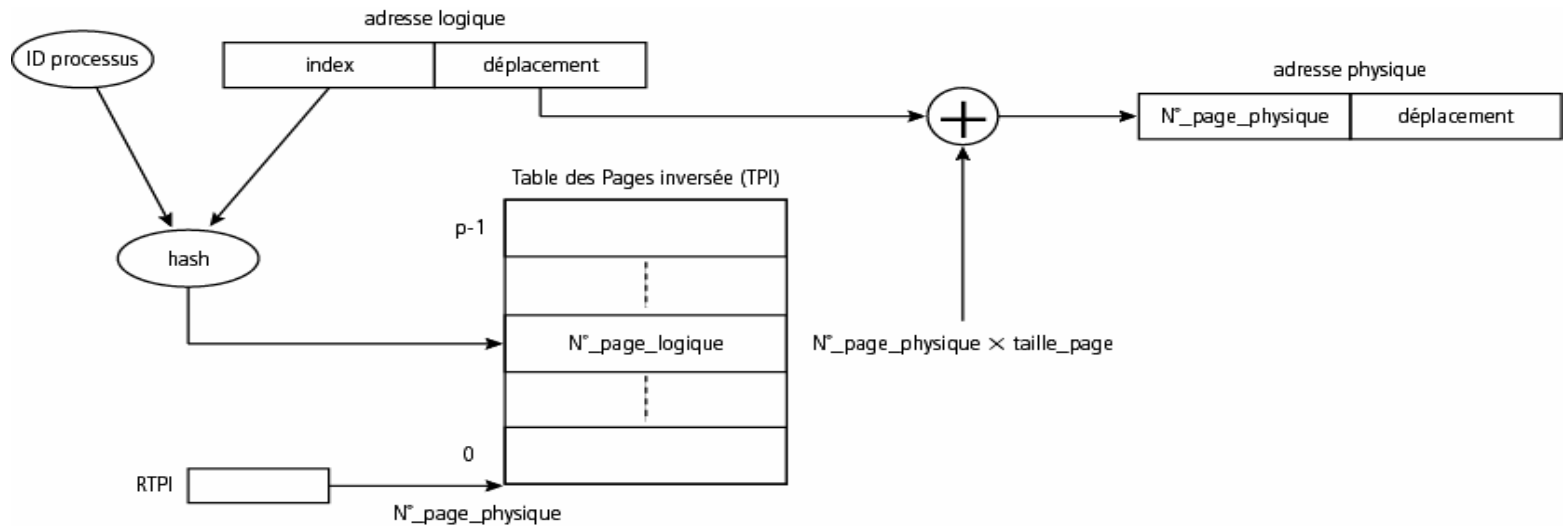 adresse logique
ID processus
index
déplacement
adresse physique
N°_page_physique
déplacement
Table des Pages inversée (TPI)
p-1
hash
N°_page_logique
N°_page_physique × taille_page
0
RTPI
N°_page_physique